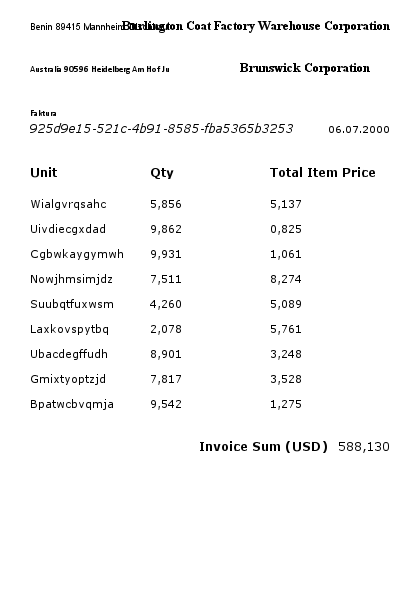 Benin 89415 Mannheim Burlington Coat Factory Warehouse Corporation
Australia 90596 Heidelberg Am Hof Ju Brunswick Corporation
Faktura
925d9e15-521c-4b91-8585-fba5365b3253 06.07.2000
Unit Qty Total Item Price
Wialgvrqsahc 5,856 5,137
Uivdiecgxdad 9,862 0,825
Cgbwkaygymwh 9,931 1,061
Nowjhmsimjdz 7,511 8,274
Suubqtfuxwsm 4,260 5,089
Laxkovspytbq 2,078 5,761
Ubacdegffudh 8,901 3,248
Gmixtyoptzjd 7,817 3,528
Bpatwcbvqmja 9,542 1,275
Invoice Sum (USD) 588,130